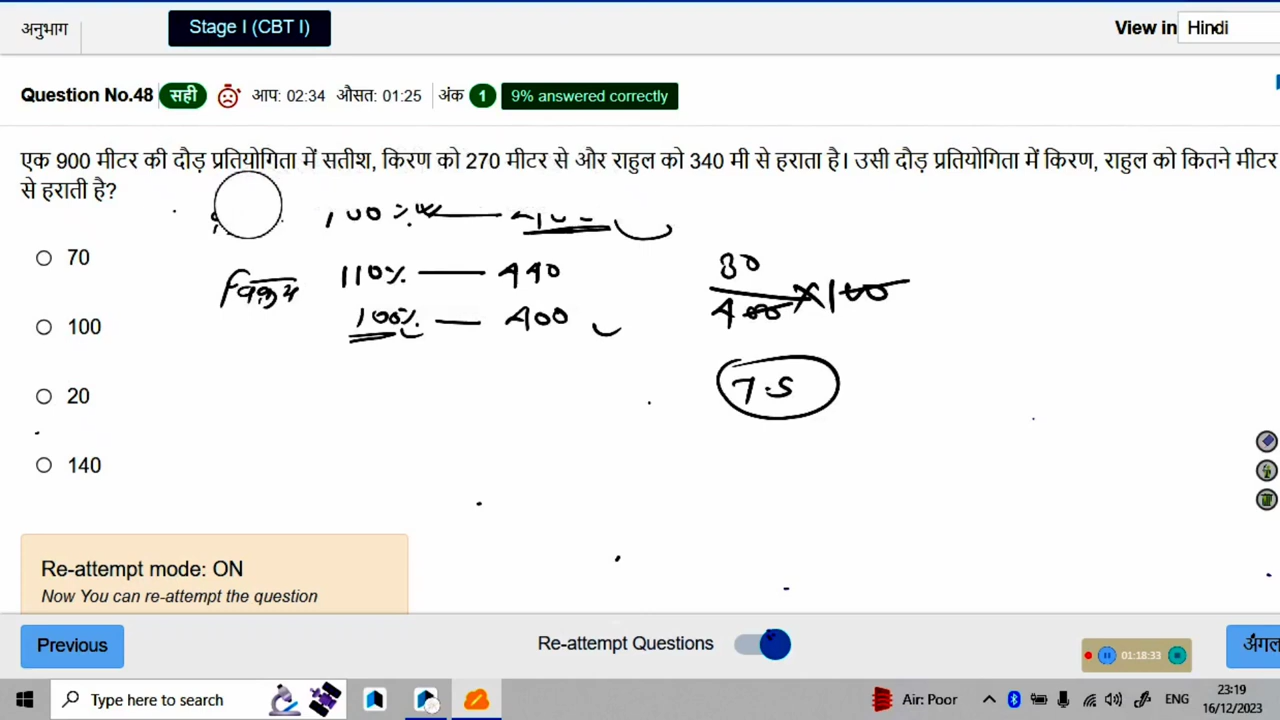 अनुभाग
Stage I (CBT I)
View in
Hindi
Question No.48
सही
आप: 02:34
औसत: 01:25
अंक
1
9% answered correctly
एक 900 मीटर की दौड़ प्रतियोगिता में सतीश, किरण को 270 मीटर से और राहुल को 340 मी से हराता है। उसी दौड़ प्रतियोगिता में किरण, राहुल को कितने मीटर
से हराती है?
70
100
20
140
110% — 440
100% — 400
30
400 × 100
7.5
Re-attempt mode: ON
Now You can re-attempt the question
Previous
Re-attempt Questions
01:18:33
Type here to search
Air: Poor
ENG
23:19
16/12/2023